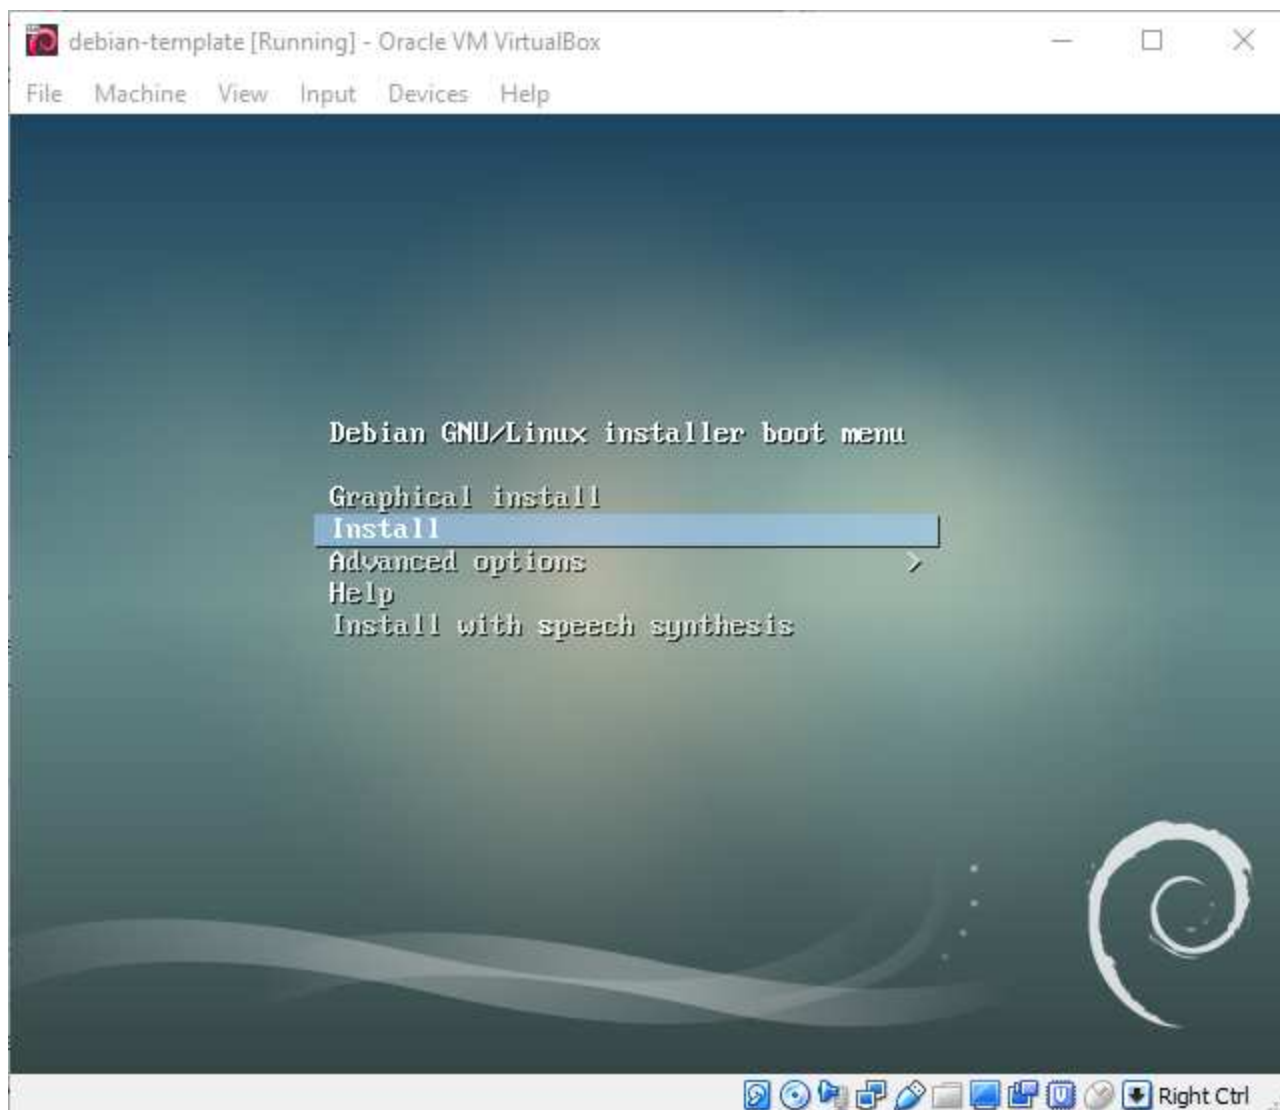 debian-template [Running] - Oracle VM VirtualBox
File Machine View Input Devices Help
Debian GNU/Linux installer boot menu
Graphical install
Install
Advanced options >
Help
Install with speech synthesis
Right Ctrl